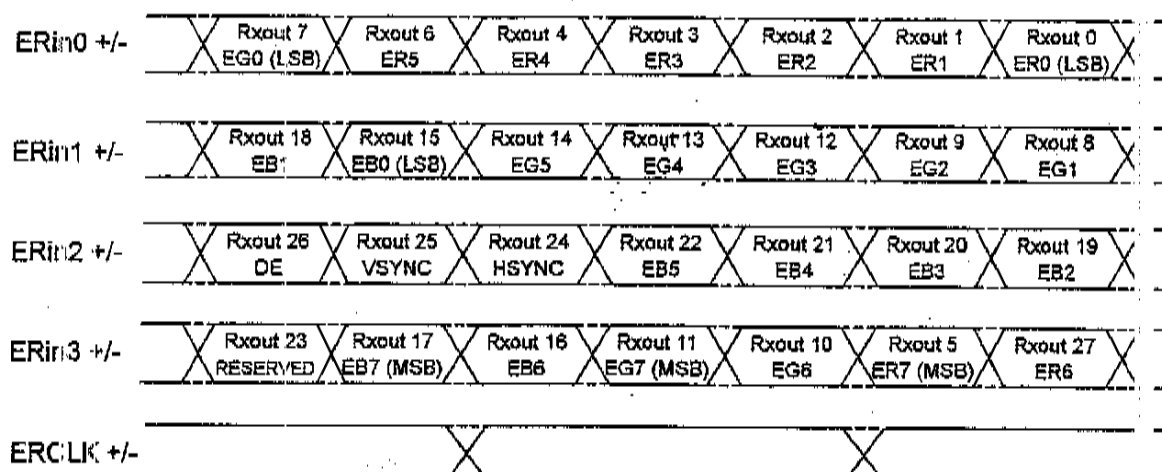 ERin0 +/-
Rxout 7 Rxout 6 Rxout 4 Rxout 3 Rxout 2 Rxout 1 Rxout 0
EG0 (LSB) ER5 ER4 ER3 ER2 ER1 ER0 (LSB)
ERin1 +/-
Rxout 18 Rxout 15 Rxout 14 Rxout 13 Rxout 12 Rxout 9 Rxout 8
EB1 EB0 (LSB) EG5 EG4 EG3 EG2 EG1
ERin2 +/-
Rxout 26 Rxout 25 Rxout 24 Rxout 22 Rxout 21 Rxout 20 Rxout 19
DE VSYNC HSYNC EB5 EB4 EB3 EB2
ERin3 +/-
Rxout 23 Rxout 17 Rxout 16 Rxout 11 Rxout 10 Rxout 5 Rxout 27
RESERVED EB7 (MSB) EB6 EG7 (MSB) EG6 ER7 (MSB) ER6
ERCLK +/-